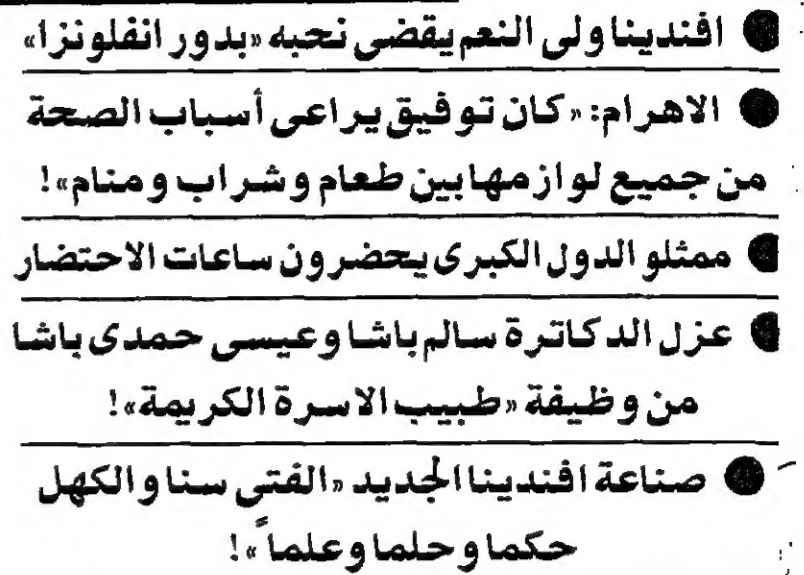 ● افندينا ولى النعم يقضى نحبه «بدور انفلونزا»
● الاهرام: «كان توفيق يراعى أسباب الصحة
من جميع لوازمها بين طعام وشراب ومنام»!
● ممثلو الدول الكبرى يحضرون ساعات الاحتضار
● عزل الدكاترة سالم باشا وعيسى حمدى باشا
من وظيفة «طبيب الاسرة الكريمة»!
● صناعة افندينا الجديد «الفتى سنا والكهل
حكما وحلما وعلماً»!